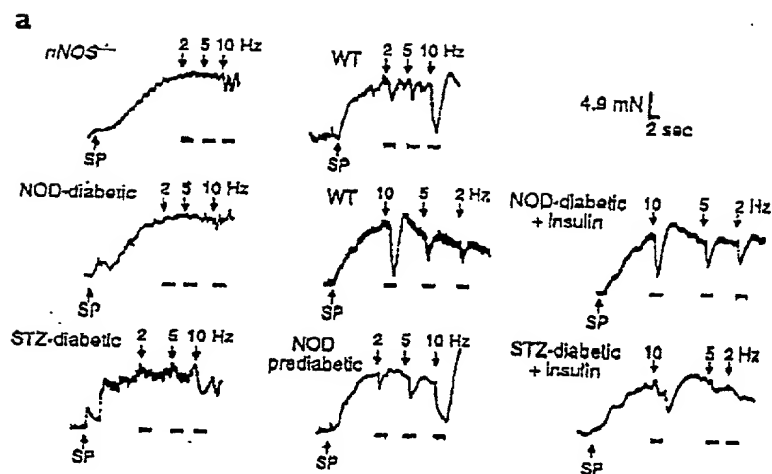 a
nNOS-/-
2 5 10 Hz
SP
WT
2 5 10 Hz
SP
4.9 mN
2 sec
NOD-diabetic
2 5 10 Hz
SP
WT
10 5 2 Hz
SP
NOD-diabetic
+ insulin
10 5 2 Hz
SP
STZ-diabetic
2 5 10 Hz
SP
NOD
prediabetic
2 5 10 Hz
SP
STZ-diabetic
+ insulin
10 5 2 Hz
SP